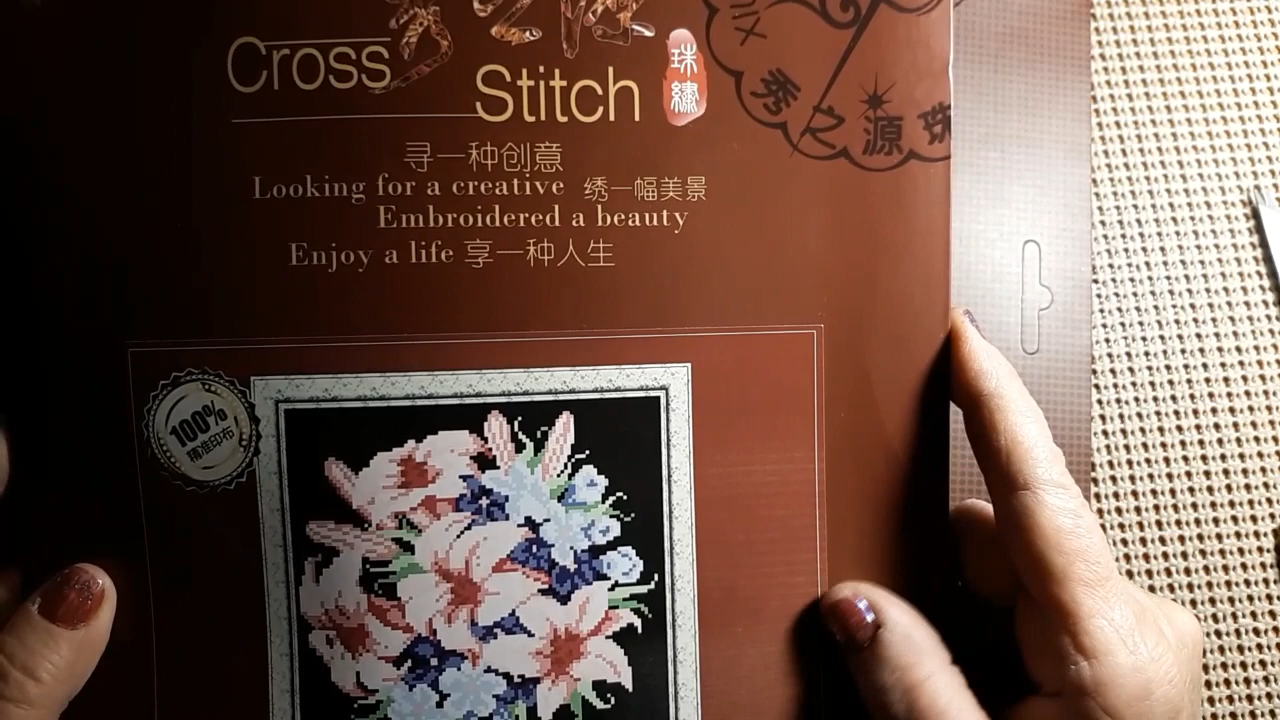 Cross
Stitch
珠繡
秀之源珠
寻一种创意
Looking for a creative 绣一幅美景
Embroidered a beauty
Enjoy a life 享一种人生
100%
精准印布